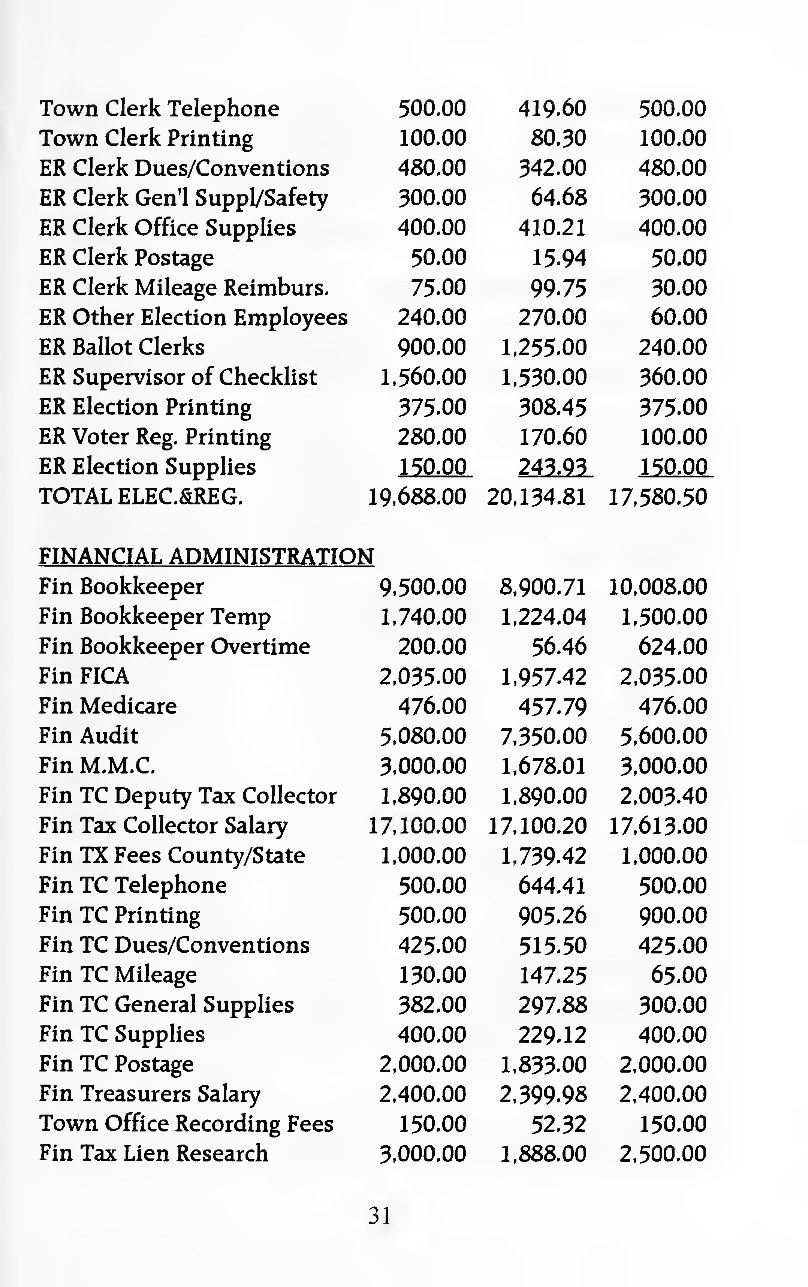 Town Clerk Telephone 500.00 419.60 500.00
Town Clerk Printing 100.00 80.30 100.00
ER Clerk Dues/Conventions 480.00 342.00 480.00
ER Clerk Gen'l Suppl/Safety 300.00 64.68 300.00
ER Clerk Office Supplies 400.00 410.21 400.00
ER Clerk Postage 50.00 15.94 50.00
ER Clerk Mileage Reimburs. 75.00 99.75 30.00
ER Other Election Employees 240.00 270.00 60.00
ER Ballot Clerks 900.00 1,255.00 240.00
ER Supervisor of Checklist 1,560.00 1,530.00 360.00
ER Election Printing 375.00 308.45 375.00
ER Voter Reg. Printing 280.00 170.60 100.00
ER Election Supplies 150.00 243.93 150.00
TOTAL ELEC.&REG. 19,688.00 20,134.81 17,580.50
FINANCIAL ADMINISTRATION
Fin Bookkeeper 9,500.00 8,900.71 10,008.00
Fin Bookkeeper Temp 1,740.00 1,224.04 1,500.00
Fin Bookkeeper Overtime 200.00 56.46 624.00
Fin FICA 2,035.00 1,957.42 2,035.00
Fin Medicare 476.00 457.79 476.00
Fin Audit 5,080.00 7,350.00 5,600.00
Fin M.M.C. 3,000.00 1,678.01 3,000.00
Fin TC Deputy Tax Collector 1,890.00 1,890.00 2,003.40
Fin Tax Collector Salary 17,100.00 17,100.20 17,613.00
Fin TX Fees County/State 1,000.00 1,739.42 1,000.00
Fin TC Telephone 500.00 644.41 500.00
Fin TC Printing 500.00 905.26 900.00
Fin TC Dues/Conventions 425.00 515.50 425.00
Fin TC Mileage 130.00 147.25 65.00
Fin TC General Supplies 382.00 297.88 300.00
Fin TC Supplies 400.00 229.12 400.00
Fin TC Postage 2,000.00 1,833.00 2,000.00
Fin Treasurers Salary 2,400.00 2,399.98 2,400.00
Town Office Recording Fees 150.00 52.32 150.00
Fin Tax Lien Research 3,000.00 1,888.00 2,500.00
31